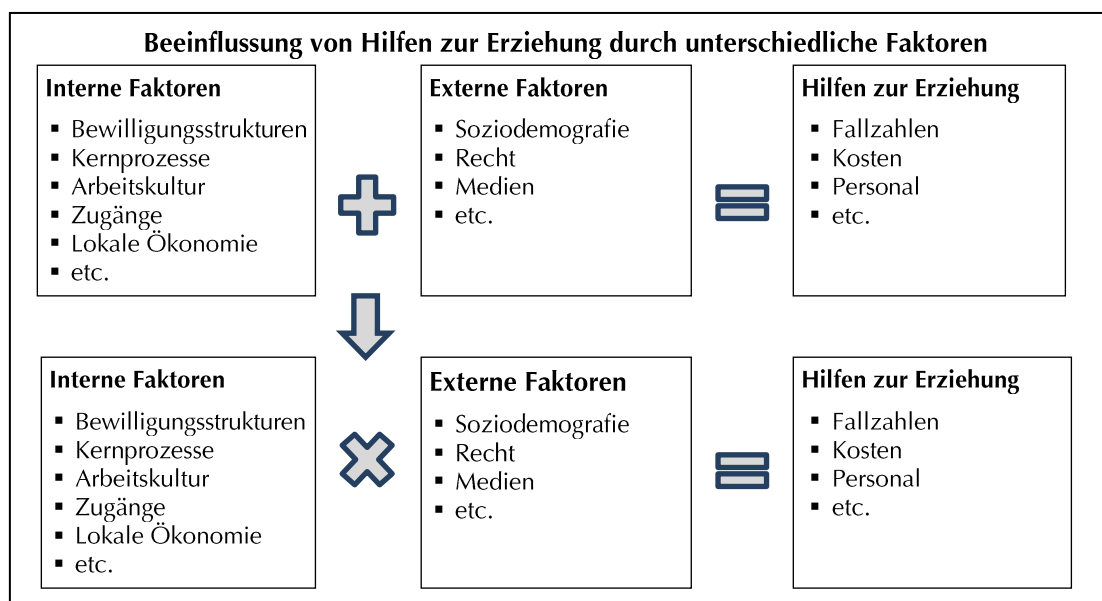 Beeinflussung von Hilfen zur Erziehung durch unterschiedliche Faktoren
Interne Faktoren
▪ Bewilligungsstrukturen
▪ Kernprozesse
▪ Arbeitskultur
▪ Zugänge
▪ Lokale Ökonomie
▪ etc.
Externe Faktoren
▪ Soziodemografie
▪ Recht
▪ Medien
▪ etc.
Hilfen zur Erziehung
▪ Fallzahlen
▪ Kosten
▪ Personal
▪ etc.
Interne Faktoren
▪ Bewilligungsstrukturen
▪ Kernprozesse
▪ Arbeitskultur
▪ Zugänge
▪ Lokale Ökonomie
▪ etc.
Externe Faktoren
▪ Soziodemografie
▪ Recht
▪ Medien
▪ etc.
Hilfen zur Erziehung
▪ Fallzahlen
▪ Kosten
▪ Personal
▪ etc.